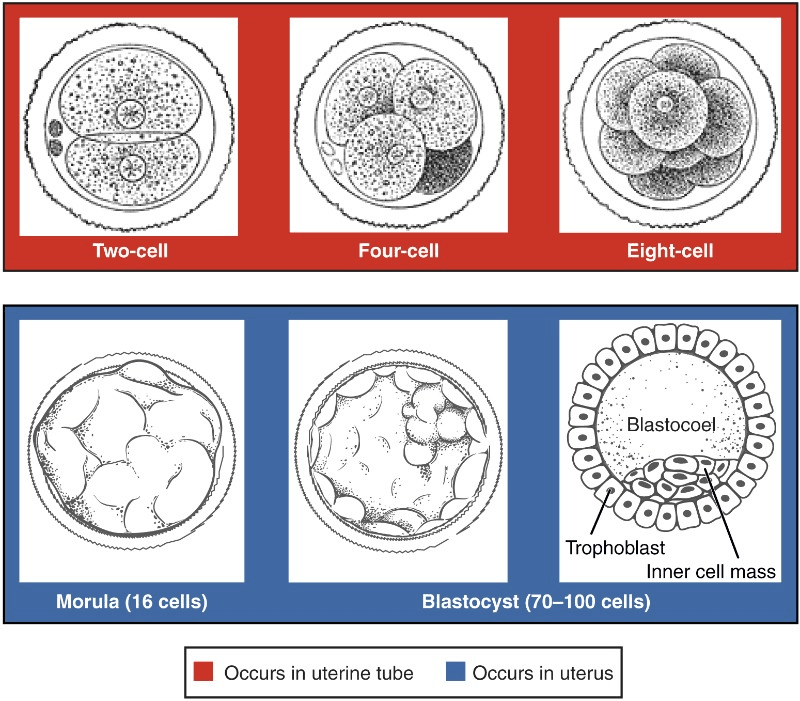 Two-cell
Four-cell
Eight-cell
Blastocoel
Trophoblast
Inner cell mass
Morula (16 cells)
Blastocyst (70–100 cells)
Occurs in uterine tube
Occurs in uterus